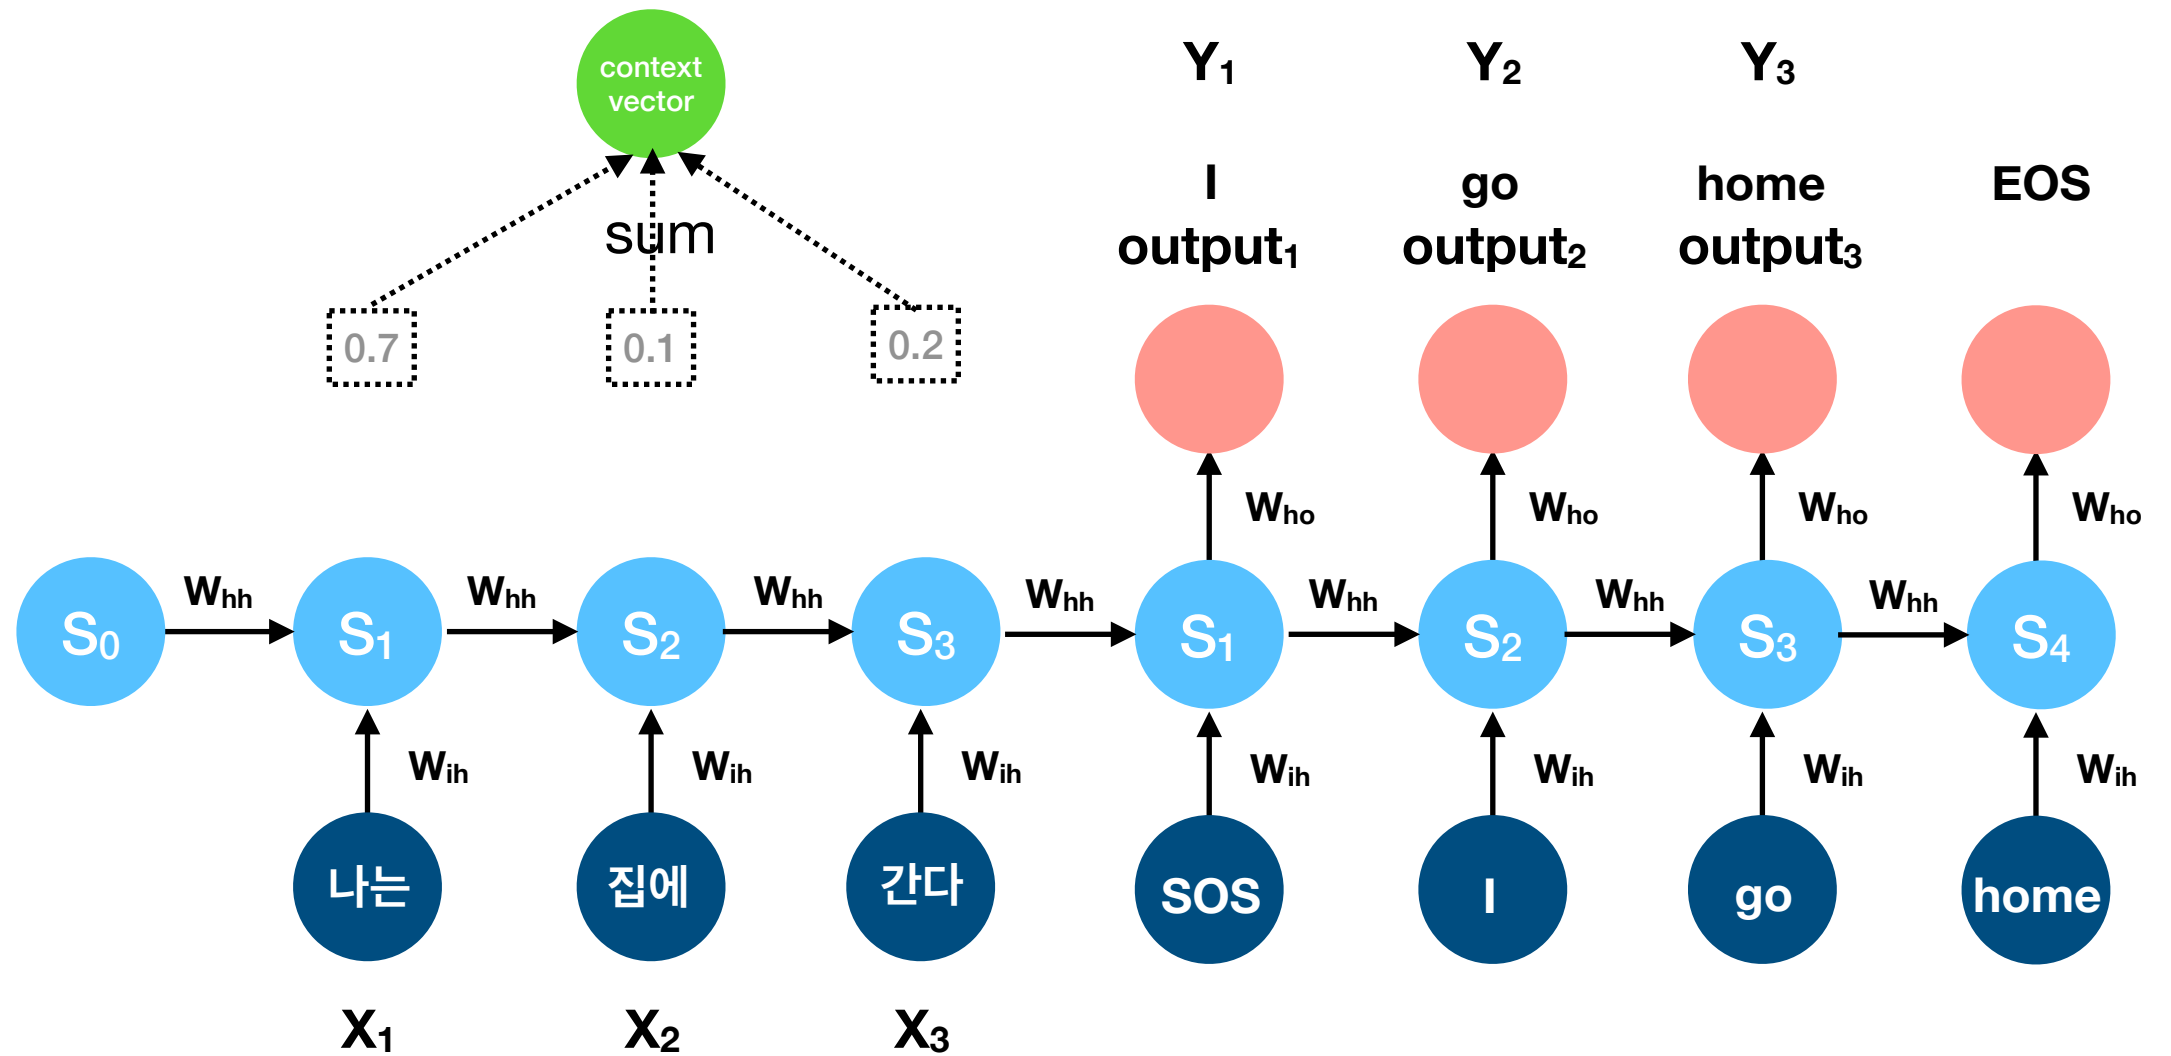 context
vector
Y1 Y2 Y3
I go home EOS
sum output1 output2 output3
0.7 0.1 0.2
Who Who Who Who
Whh Whh Whh Whh Whh Whh Whh
S0 S1 S2 S3 S1 S2 S3 S4
Wih Wih Wih Wih Wih Wih Wih
나는 집에 간다 SOS I go home
X1 X2 X3